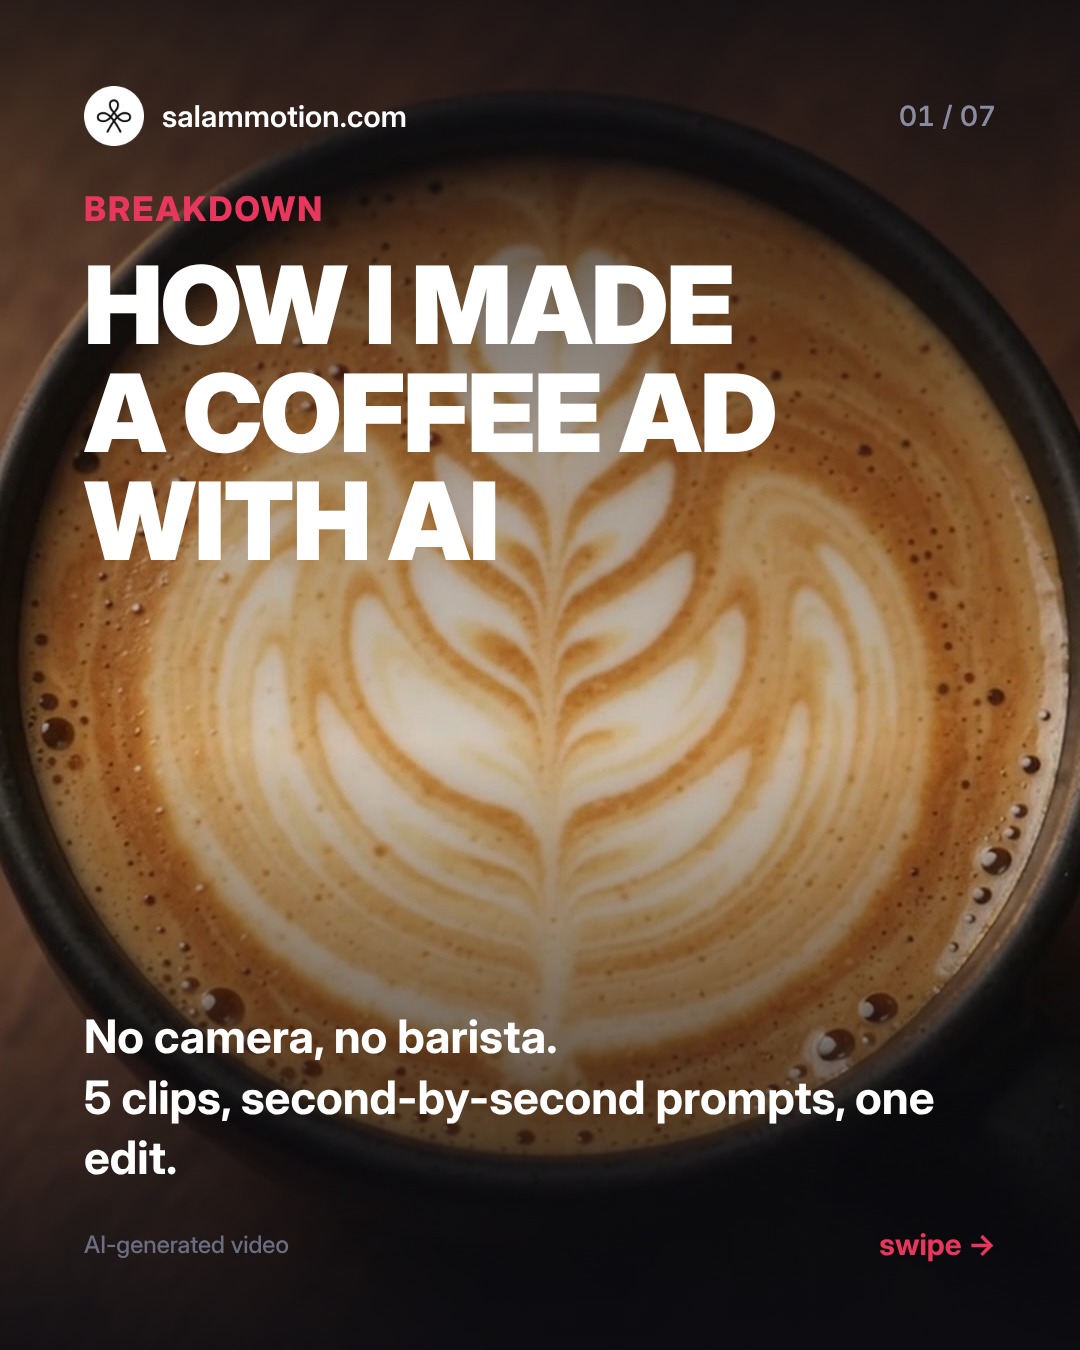 salammotion.com
01 / 07
BREAKDOWN
HOW I MADE
A COFFEE AD
WITH AI
No camera, no barista.
5 clips, second-by-second prompts, one
edit.
AI-generated video
swipe →